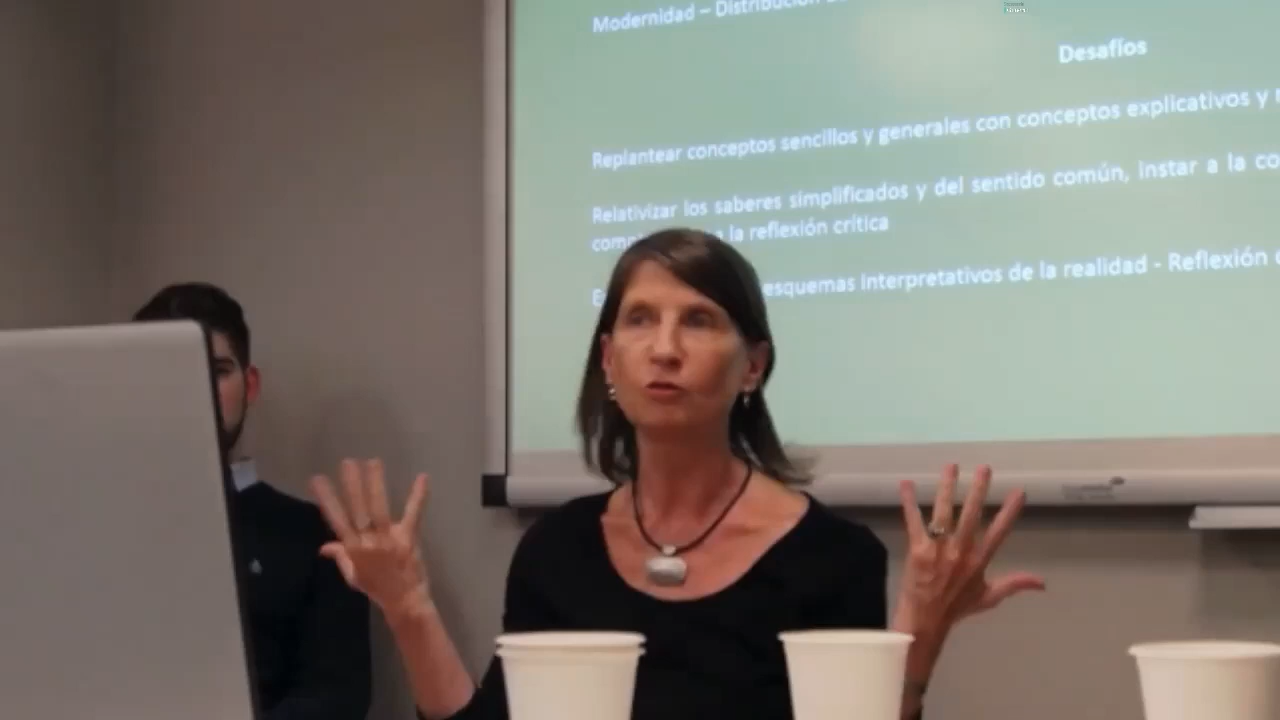 Modernidad – Distribución
Desafíos
Replantear conceptos sencillos y generales con conceptos explicativos y
Relativizar los saberes simplificados y del sentido común, instar a la
a la reflexión crítica
esquemas interpretativos de la realidad - Reflexión